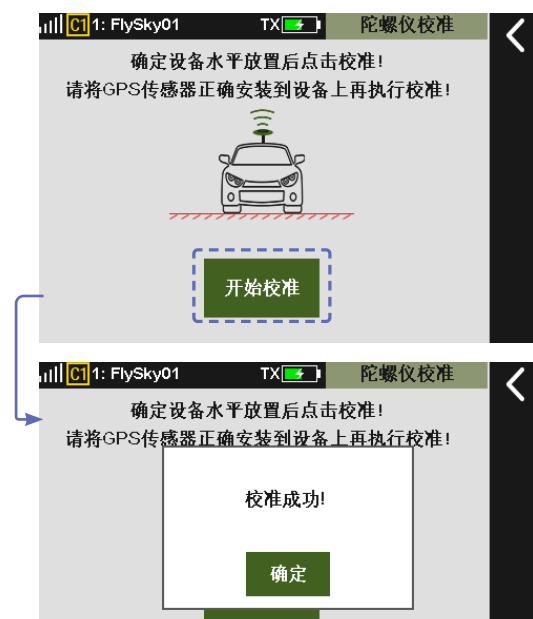 C1 1: FlySky01 TX 陀螺仪校准
确定设备水平放置后点击校准!
请将GPS传感器正确安装到设备上再执行校准!
开始校准
C1 1: FlySky01 TX 陀螺仪校准
确定设备水平放置后点击校准!
请将GPS传感器正确安装到设备上再执行校准!
校准成功!
确定